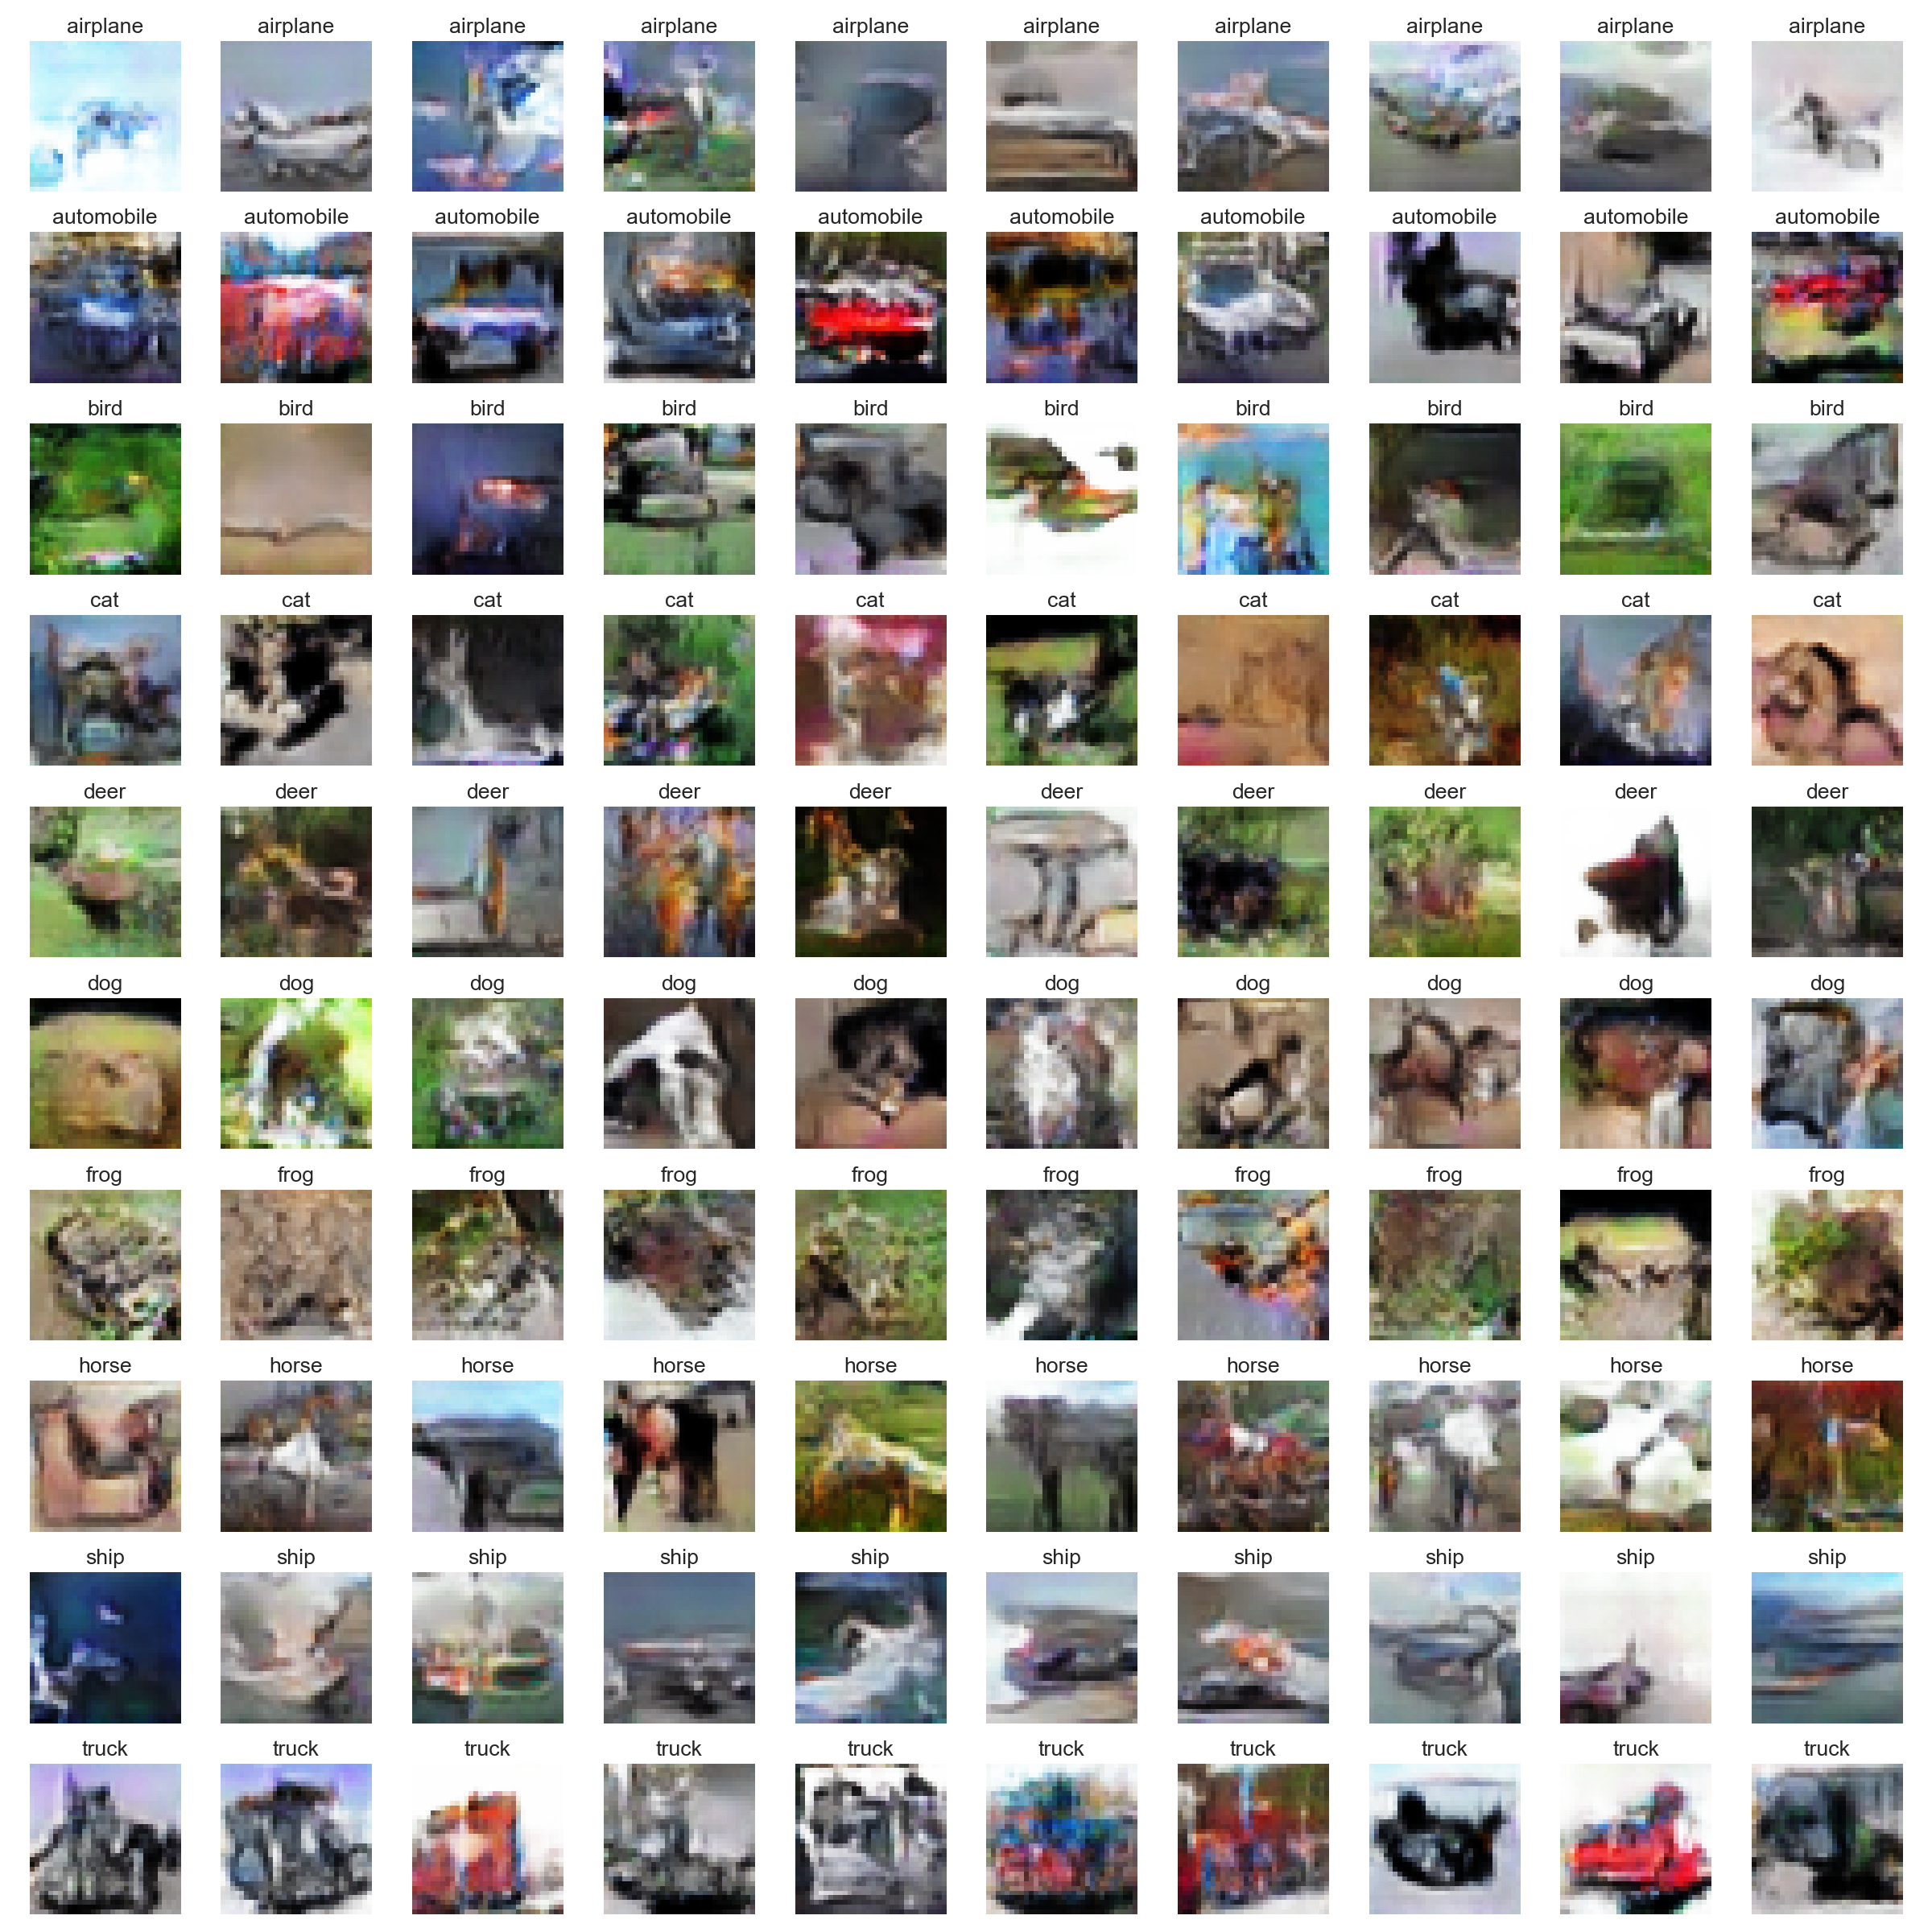 airplane airplane airplane airplane airplane airplane airplane airplane airplane airplane
automobile automobile automobile automobile automobile automobile automobile automobile automobile automobile
bird bird bird bird bird bird bird bird bird bird
cat cat cat cat cat cat cat cat cat cat
deer deer deer deer deer deer deer deer deer deer
dog dog dog dog dog dog dog dog dog dog
frog frog frog frog frog frog frog frog frog frog
horse horse horse horse horse horse horse horse horse horse
ship ship ship ship ship ship ship ship ship ship
truck truck truck truck truck truck truck truck truck truck